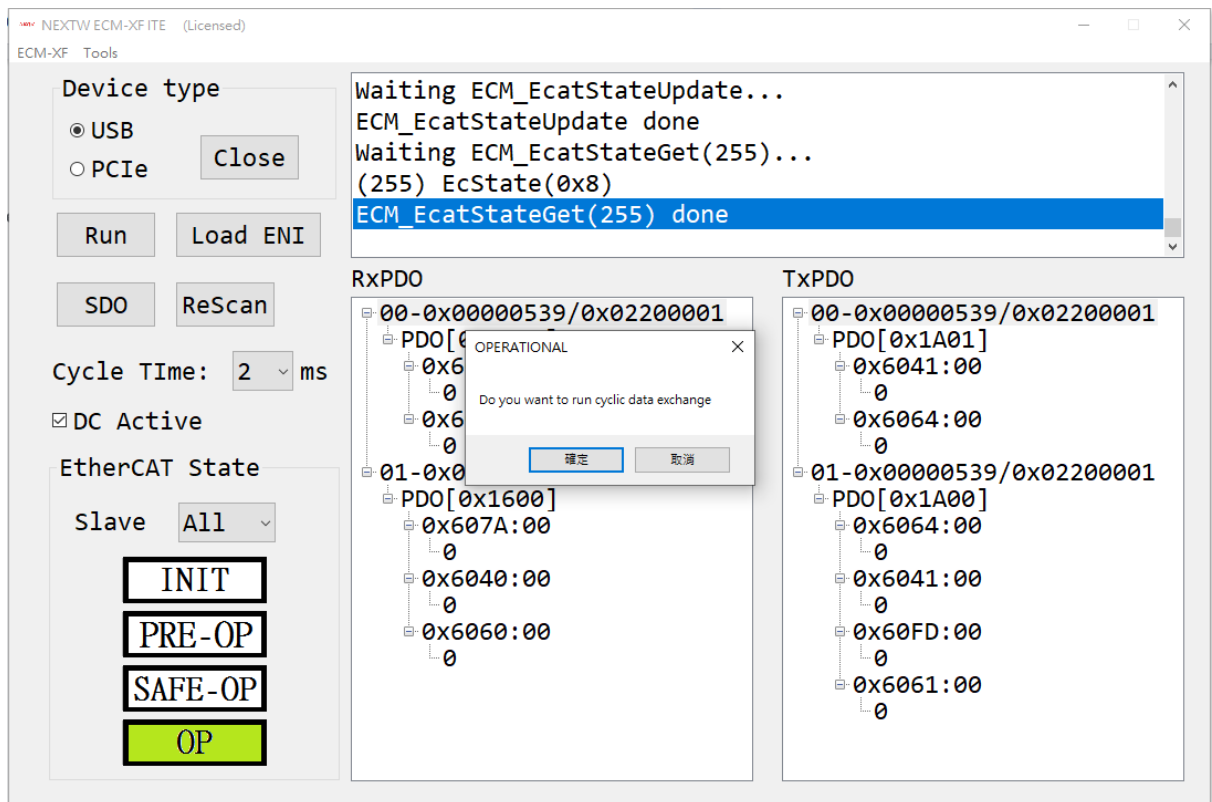 NEXTW ECM-XF ITE (Licensed)
ECM-XF Tools
Device type
USB
PCIe
Close
Run
Load ENI
SDO
ReScan
Cycle TIme: 2 ms
DC Active
EtherCAT State
Slave All
INIT
PRE-OP
SAFE-OP
OP
Waiting ECM_EcatStateUpdate...
ECM_EcatStateUpdate done
Waiting ECM_EcatStateGet(255)...
(255) EcState(0x8)
ECM_EcatStateGet(255) done
RxPDO
00-0x00000539/0x02200001
PDO[
0x6
0
0x6
0
01-0x0
PDO[0x1600]
0x607A:00
0
0x6040:00
0
0x6060:00
0
OPERATIONAL
Do you want to run cyclic data exchange
確定
取消
TxPDO
00-0x00000539/0x02200001
PDO[0x1A01]
0x6041:00
0
0x6064:00
0
01-0x00000539/0x02200001
PDO[0x1A00]
0x6064:00
0
0x6041:00
0
0x60FD:00
0
0x6061:00
0